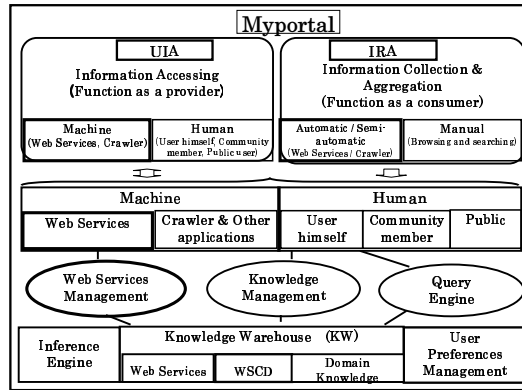 Myportal
UIA
Information Accessing
(Function as a provider)
Machine
(Web Services, Crawler)
Human
(User himself, Community
member, Public user)
IRA
Information Collection &
Aggregation
(Function as a consumer)
Automatic / Semi-
automatic
(Web Services / Crawler)
Manual
(Browsing and searching)
Machine
Human
Web Services
Crawler & Other
applications
User
himself
Community
member
Public
Web Services
Management
Knowledge
Management
Query
Engine
Inference
Engine
Knowledge Warehouse (KW)
Web Services
WSCD
Domain
Knowledge
User
Preferences
Management